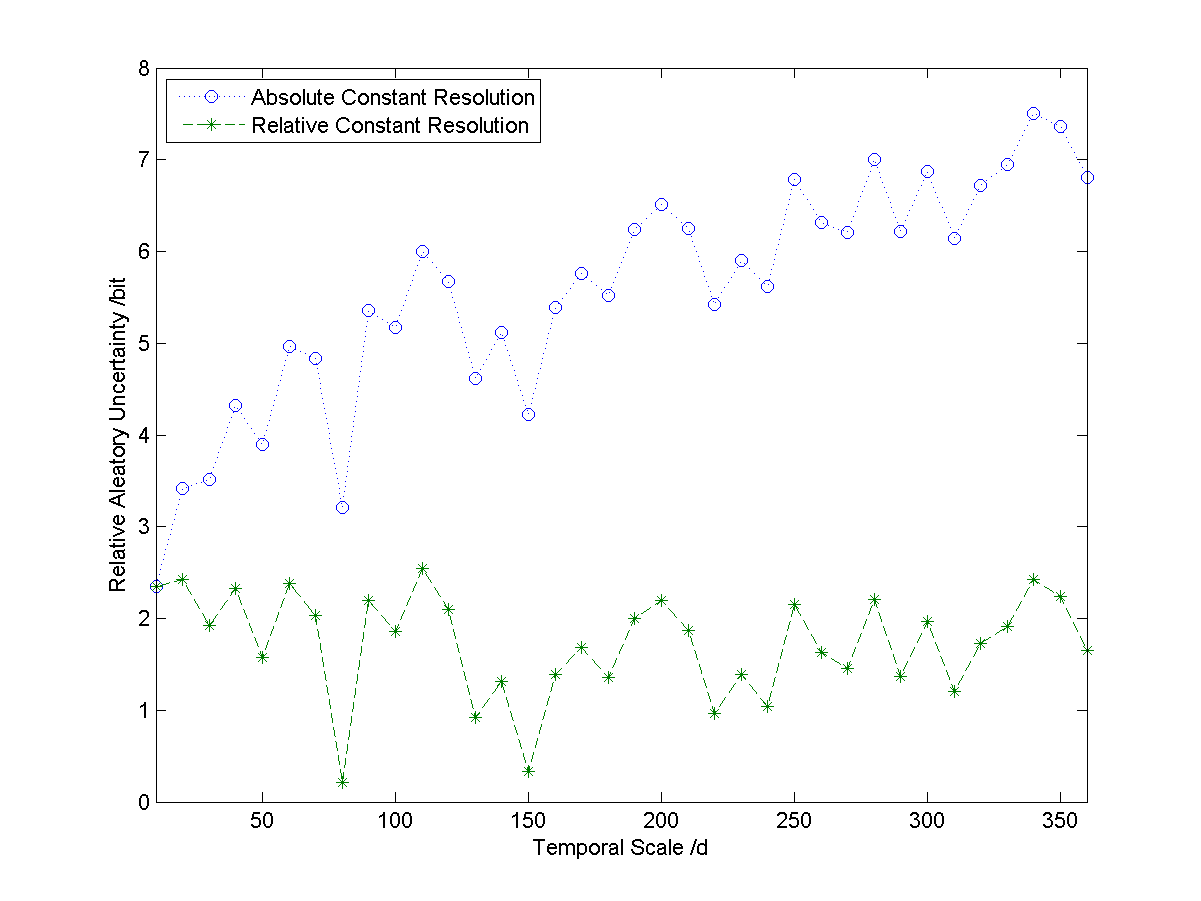 Absolute Constant Resolution
Relative Constant Resolution
Relative Aleatory Uncertainty /bit
8
7
6
5
4
3
2
1
0
50 100 150 200 250 300 350
Temporal Scale /d